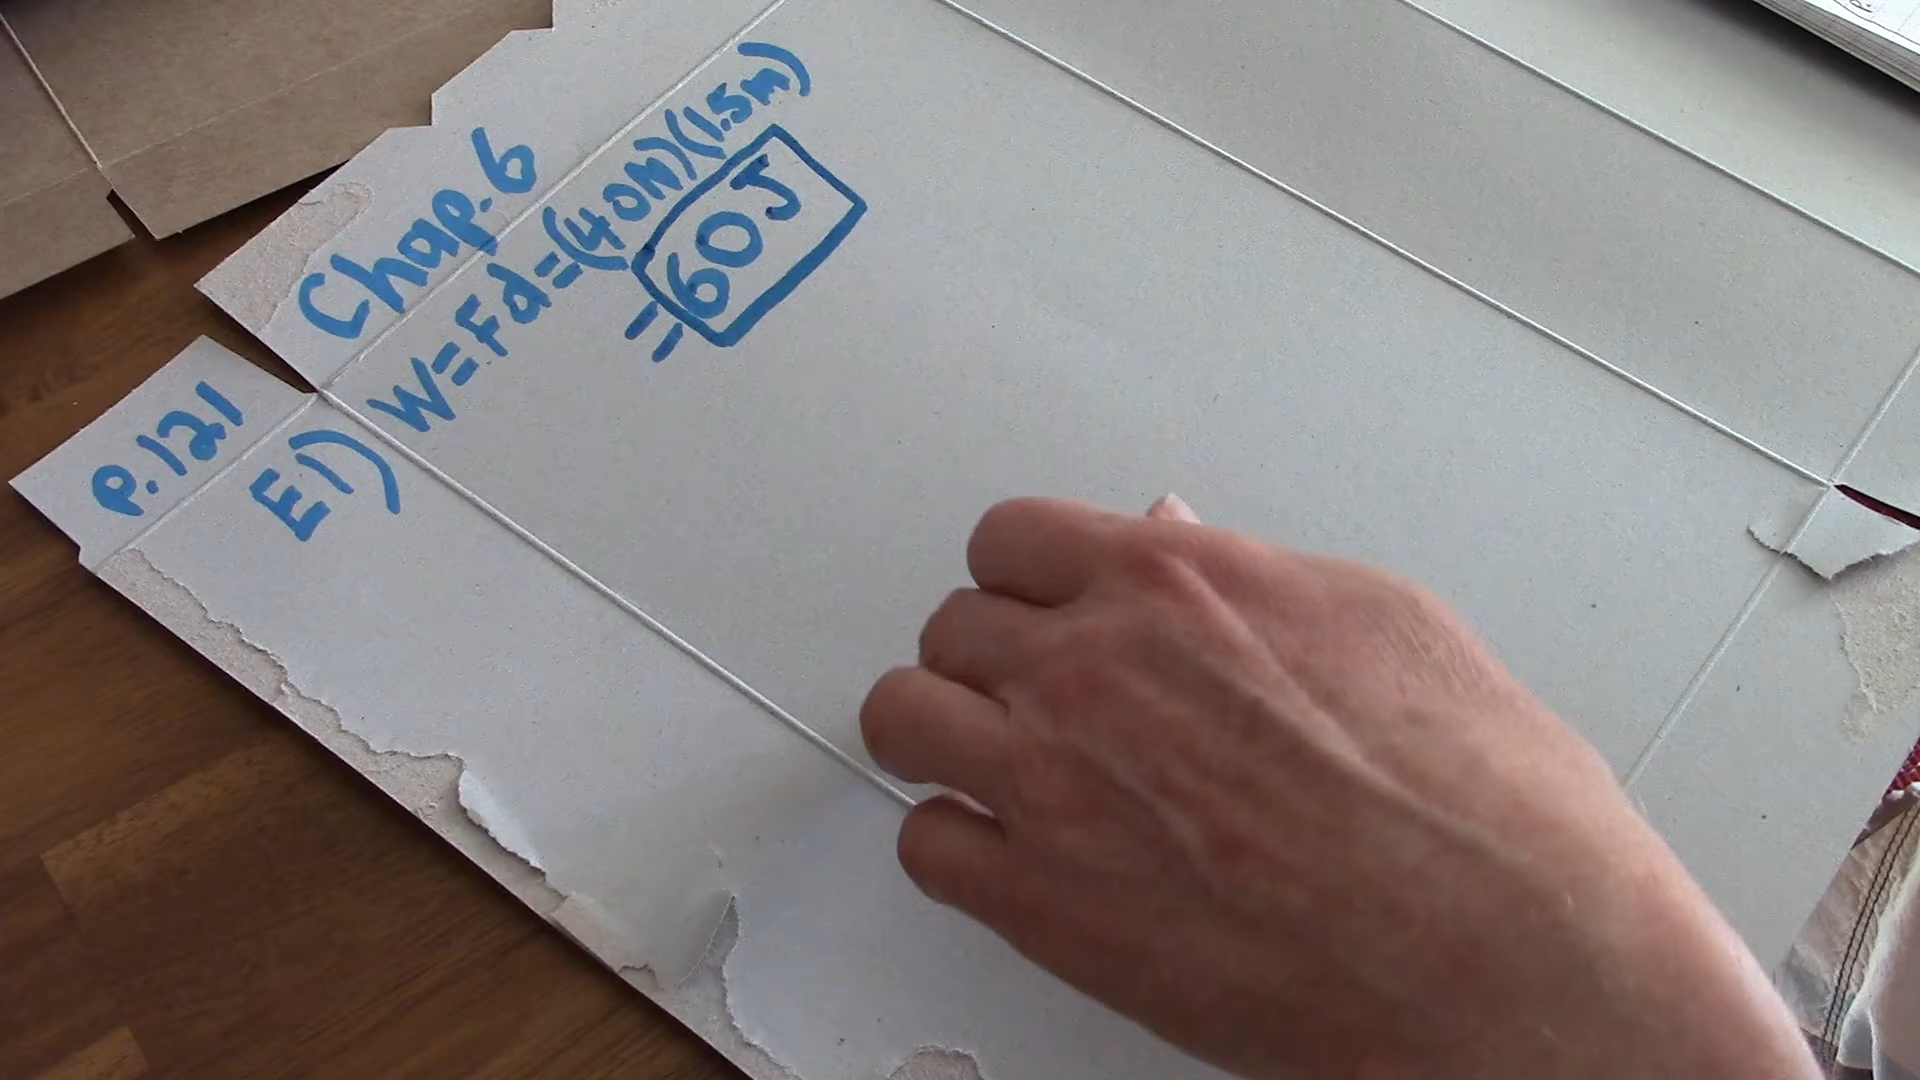 Chap. 6
P. 121
E1) W = Fd = (40N)(1.5m)
= 60J